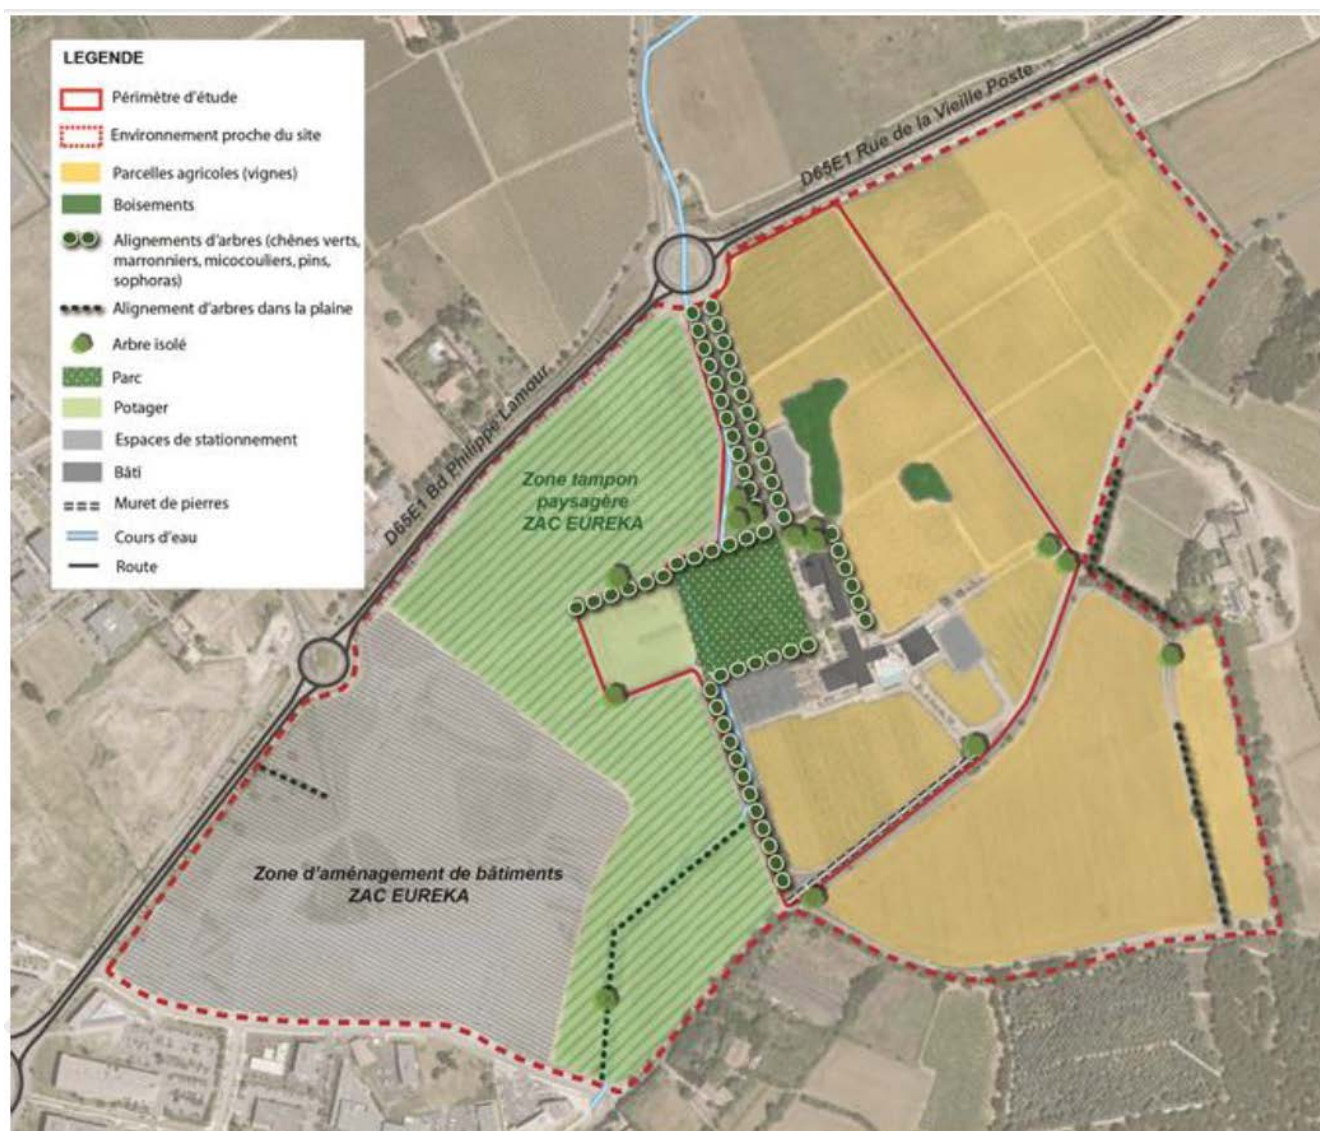 LEGENDE
Périmètre d'étude
Environnement proche du site
Parcelles agricoles (vignes)
Boisements
Alignements d'arbres (chênes verts,
marronniers, micocouliers, pins,
sophoras)
Alignement d'arbres dans la plaine
Arbre isolé
Parc
Potager
Espaces de stationnement
Bâti
Muret de pierres
Cours d'eau
Route
D65E1 Rue de la Vieille Poste
D65E1 Bd Philippe Lamour
Zone tampon
paysagère
ZAC EUREKA
Zone d'aménagement de bâtiments
ZAC EUREKA